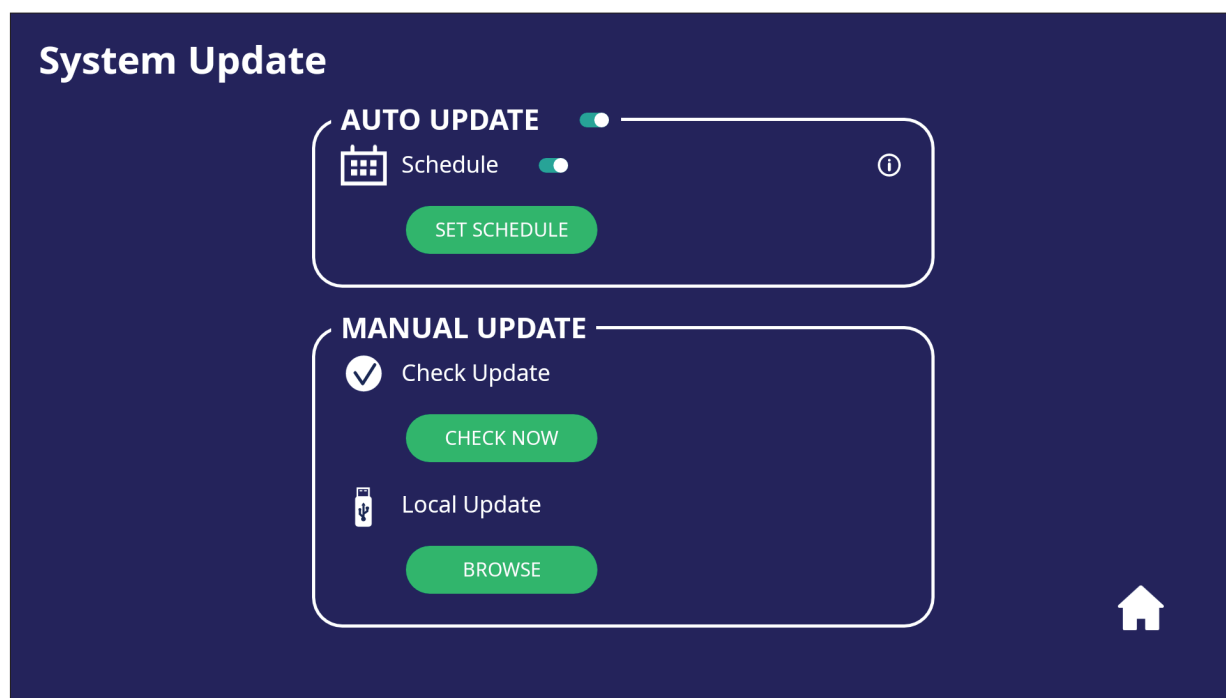 System Update
AUTO UPDATE
Schedule
SET SCHEDULE
MANUAL UPDATE
Check Update
CHECK NOW
Local Update
BROWSE